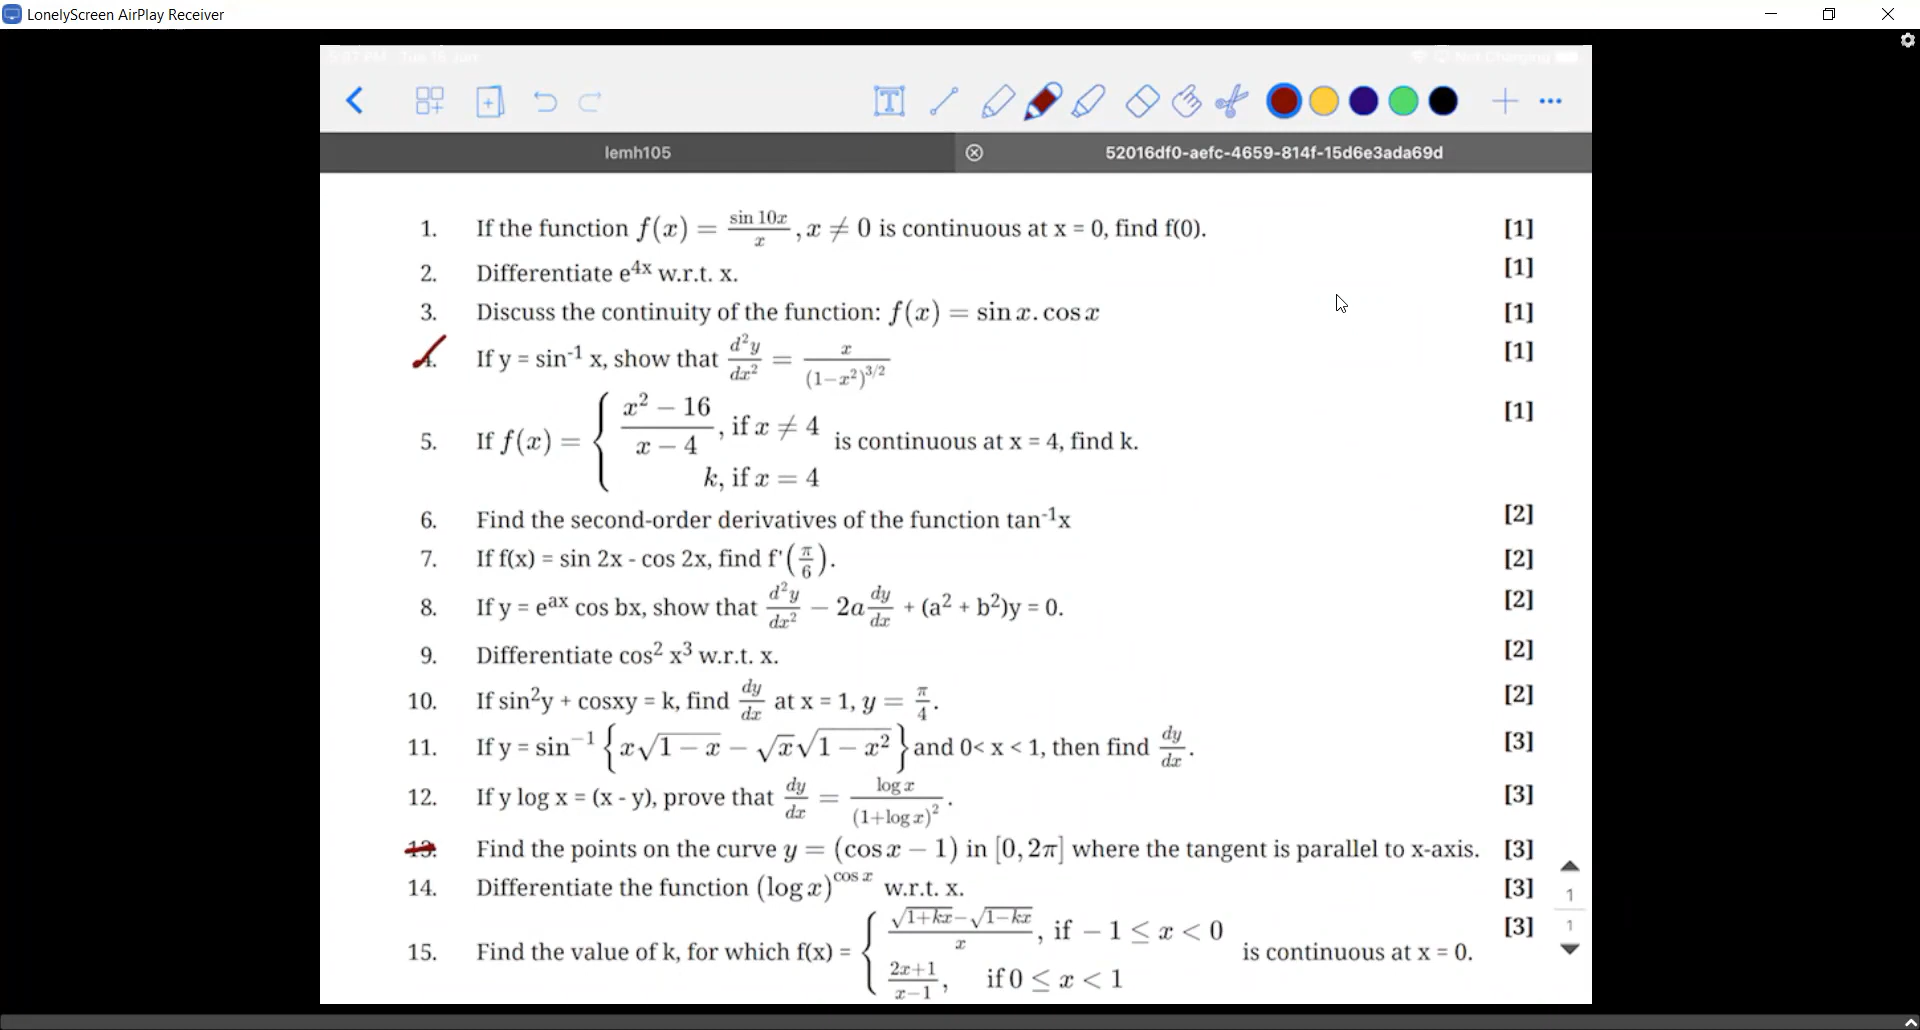 LonelyScreen AirPlay Receiver
lemh105
52016df0-aefc-4659-814f-15d6e3ada69d
1. If the function f(x) = sin 10x / x, x ≠ 0 is continuous at x = 0, find f(0). [1]
2. Differentiate e^4x w.r.t. x. [1]
3. Discuss the continuity of the function: f(x) = sin x. cos x [1]
4. If y = sin⁻¹ x, show that d²y/dx² = x/(1−x²)^3/2 [1]
5. If f(x) = { x² − 16 / x − 4, if x ≠ 4 [1]
k, if x = 4 is continuous at x = 4, find k.
6. Find the second-order derivatives of the function tan⁻¹x [2]
7. If f(x) = sin 2x - cos 2x, find f'(π/6). [2]
8. If y = e^ax cos bx, show that d²y/dx² − 2a dy/dx + (a² + b²)y = 0. [2]
9. Differentiate cos² x³ w.r.t. x. [2]
10. If sin²y + cosxy = k, find dy/dx at x = 1, y = π/4. [2]
11. If y = sin⁻¹ {x√1 − x − √x√1 − x²} and 0< x < 1, then find dy/dx. [3]
12. If y log x = (x - y), prove that dy/dx = log x/(1+log x)². [3]
13. Find the points on the curve y = (cos x − 1) in [0, 2π] where the tangent is parallel to x-axis. [3]
14. Differentiate the function (log x)^cos x w.r.t. x. [3]
15. Find the value of k, for which f(x) = { √1+kx−√1−kx / x, if − 1 ≤ x < 0 [3]
2x+1/x−1, if 0 ≤ x < 1 is continuous at x = 0.
1
1